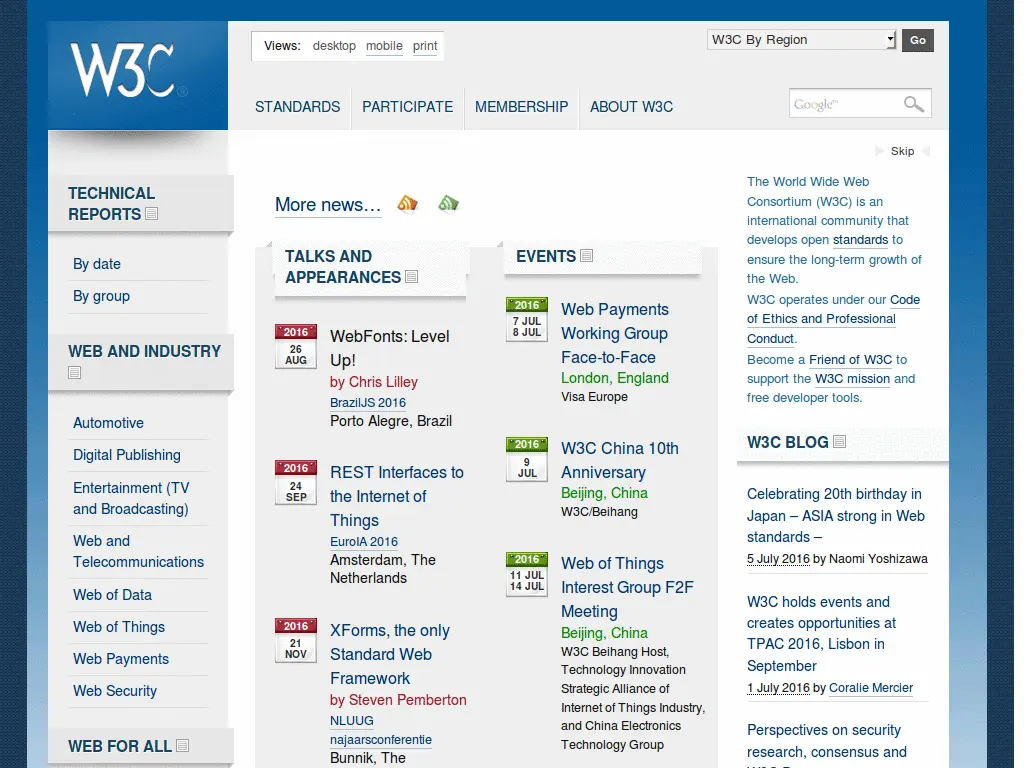 W3C®
Views: desktop mobile print
W3C By Region
Go
STANDARDS
PARTICIPATE
MEMBERSHIP
ABOUT W3C
Google™
Skip
TECHNICAL
REPORTS
By date
By group
WEB AND INDUSTRY
Automotive
Digital Publishing
Entertainment (TV
and Broadcasting)
Web and
Telecommunications
Web of Data
Web of Things
Web Payments
Web Security
WEB FOR ALL
More news…
TALKS AND
APPEARANCES
2016
26
AUG
WebFonts: Level
Up!
by Chris Lilley
BrazilJS 2016
Porto Alegre, Brazil
2016
24
SEP
REST Interfaces to
the Internet of
Things
EuroIA 2016
Amsterdam, The
Netherlands
2016
21
NOV
XForms, the only
Standard Web
Framework
by Steven Pemberton
NLUUG
najaarsconferentie
Bunnik, The
EVENTS
2016
7 JUL
8 JUL
Web Payments
Working Group
Face-to-Face
London, England
Visa Europe
2016
9
JUL
W3C China 10th
Anniversary
Beijing, China
W3C/Beihang
2016
11 JUL
14 JUL
Web of Things
Interest Group F2F
Meeting
Beijing, China
W3C Beihang Host,
Technology Innovation
Strategic Alliance of
Internet of Things Industry,
and China Electronics
Technology Group
The World Wide Web
Consortium (W3C) is an
international community that
develops open standards to
ensure the long-term growth of
the Web.
W3C operates under our Code
of Ethics and Professional
Conduct.
Become a Friend of W3C to
support the W3C mission and
free developer tools.
W3C BLOG
Celebrating 20th birthday in
Japan – ASIA strong in Web
standards –
5 July 2016 by Naomi Yoshizawa
W3C holds events and
creates opportunities at
TPAC 2016, Lisbon in
September
1 July 2016 by Coralie Mercier
Perspectives on security
research, consensus and